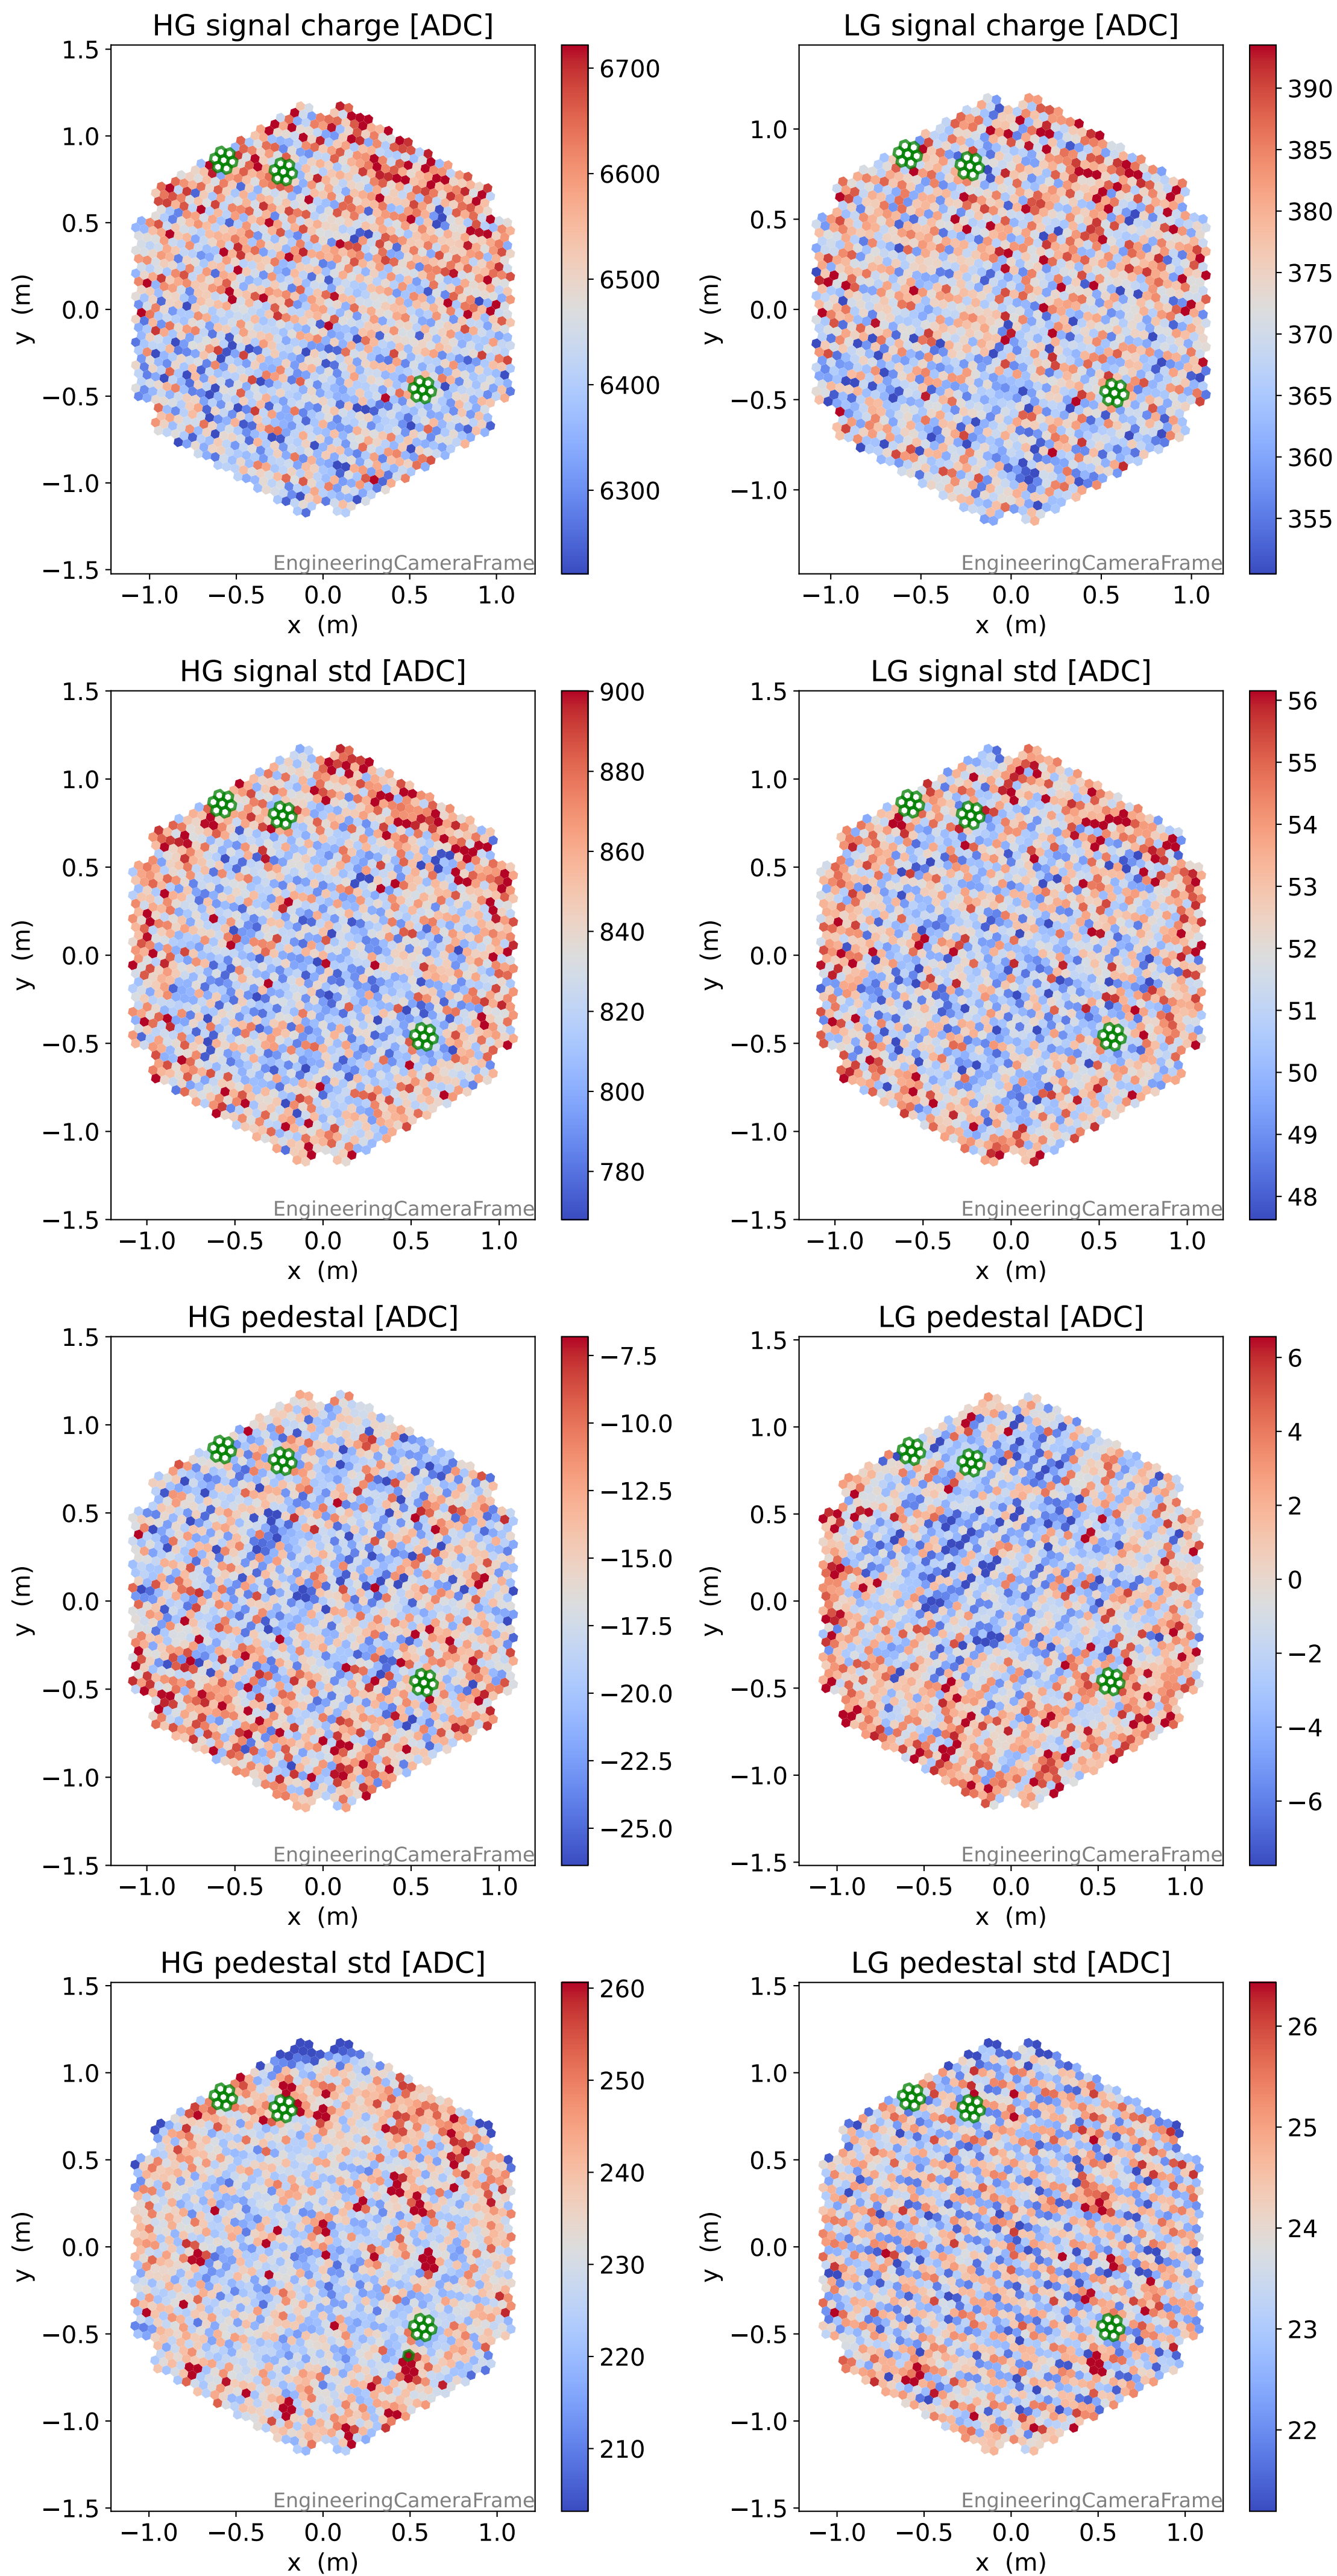 HG signal charge [ADC]
1.5
1.0
0.5
0.0
−0.5
−1.0
−1.5
y (m)
−1.0 −0.5 0.0 0.5 1.0
x (m)
EngineeringCameraFrame
6700
6600
6500
6400
6300
LG signal charge [ADC]
1.0
0.5
0.0
−0.5
−1.0
y (m)
−1.0 −0.5 0.0 0.5 1.0
x (m)
EngineeringCameraFrame
390
385
380
375
370
365
360
355
HG signal std [ADC]
1.5
1.0
0.5
0.0
−0.5
−1.0
−1.5
y (m)
−1.0 −0.5 0.0 0.5 1.0
x (m)
EngineeringCameraFrame
900
880
860
840
820
800
780
LG signal std [ADC]
1.5
1.0
0.5
0.0
−0.5
−1.0
−1.5
y (m)
−1.0 −0.5 0.0 0.5 1.0
x (m)
EngineeringCameraFrame
56
55
54
53
52
51
50
49
48
HG pedestal [ADC]
1.5
1.0
0.5
0.0
−0.5
−1.0
−1.5
y (m)
−1.0 −0.5 0.0 0.5 1.0
x (m)
EngineeringCameraFrame
−7.5
−10.0
−12.5
−15.0
−17.5
−20.0
−22.5
−25.0
LG pedestal [ADC]
1.5
1.0
0.5
0.0
−0.5
−1.0
−1.5
y (m)
−1.0 −0.5 0.0 0.5 1.0
x (m)
EngineeringCameraFrame
6
4
2
0
−2
−4
−6
HG pedestal std [ADC]
1.5
1.0
0.5
0.0
−0.5
−1.0
−1.5
y (m)
−1.0 −0.5 0.0 0.5 1.0
x (m)
EngineeringCameraFrame
260
250
240
230
220
210
LG pedestal std [ADC]
1.5
1.0
0.5
0.0
−0.5
−1.0
−1.5
y (m)
−1.0 −0.5 0.0 0.5 1.0
x (m)
EngineeringCameraFrame
26
25
24
23
22